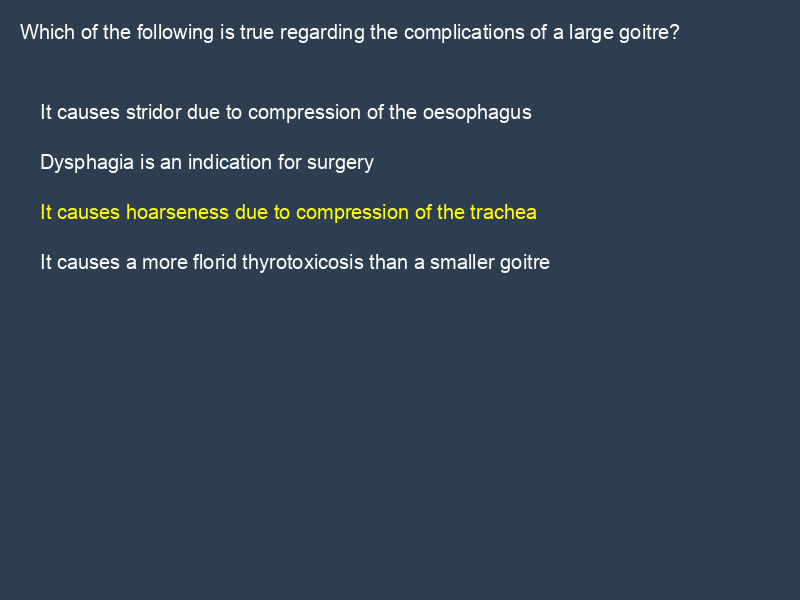 Which of the following is true regarding the complications of a large goitre?
It causes stridor due to compression of the oesophagus
Dysphagia is an indication for surgery
It causes hoarseness due to compression of the trachea
It causes a more florid thyrotoxicosis than a smaller goitre